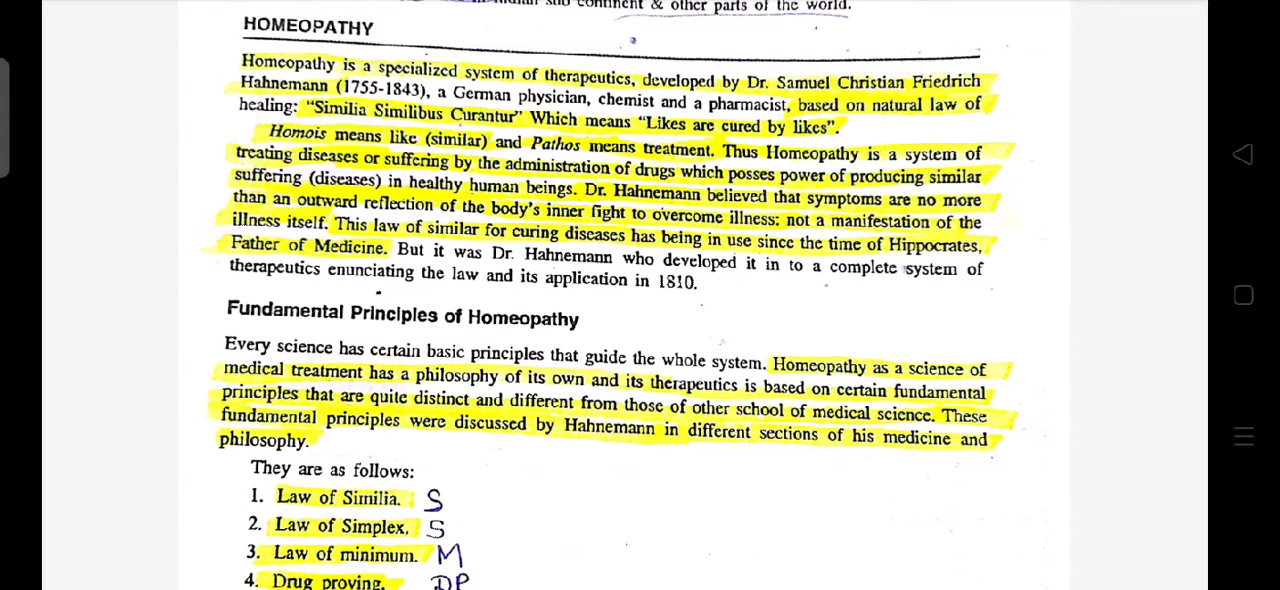 continent & other parts of the world.
HOMEOPATHY
Homeopathy is a specialized system of therapeutics, developed by Dr. Samuel Christian Friedrich
Hahnemann (1755-1843), a German physician, chemist and a pharmacist, based on natural law of
healing: “Similia Similibus Curantur” Which means “Likes are cured by likes”.
Homois means like (similar) and Pathos means treatment. Thus Homeopathy is a system of
treating diseases or suffering by the administration of drugs which posses power of producing similar
suffering (diseases) in healthy human beings. Dr. Hahnemann believed that symptoms are no more
than an outward reflection of the body's inner fight to overcome illness: not a manifestation of the
illness itself. This law of similar for curing diseases has being in use since the time of Hippocrates,
Father of Medicine. But it was Dr. Hahnemann who developed it in to a complete system of
therapeutics enunciating the law and its application in 1810.
Fundamental Principles of Homeopathy
Every science has certain basic principles that guide the whole system. Homeopathy as a science of
medical treatment has a philosophy of its own and its therapeutics is based on certain fundamental
principles that are quite distinct and different from those of other school of medical science. These
fundamental principles were discussed by Hahnemann in different sections of his medicine and
philosophy.
They are as follows:
1. Law of Similia. S
2. Law of Simplex. S
3. Law of minimum. M
4. Drug proving. DP